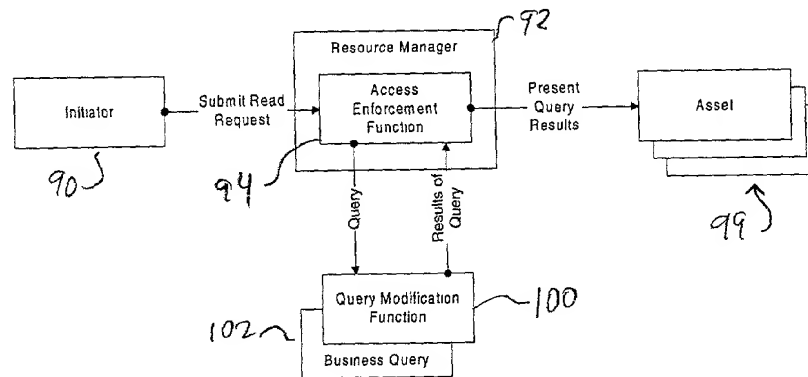 92
Resource Manager
Initiator
Submit Read
Request
Access
Enforcement
Function
Present
Query
Results
Asset
90
94
99
Query
Results of
Query
Query Modification
Function
100
102
Business Query